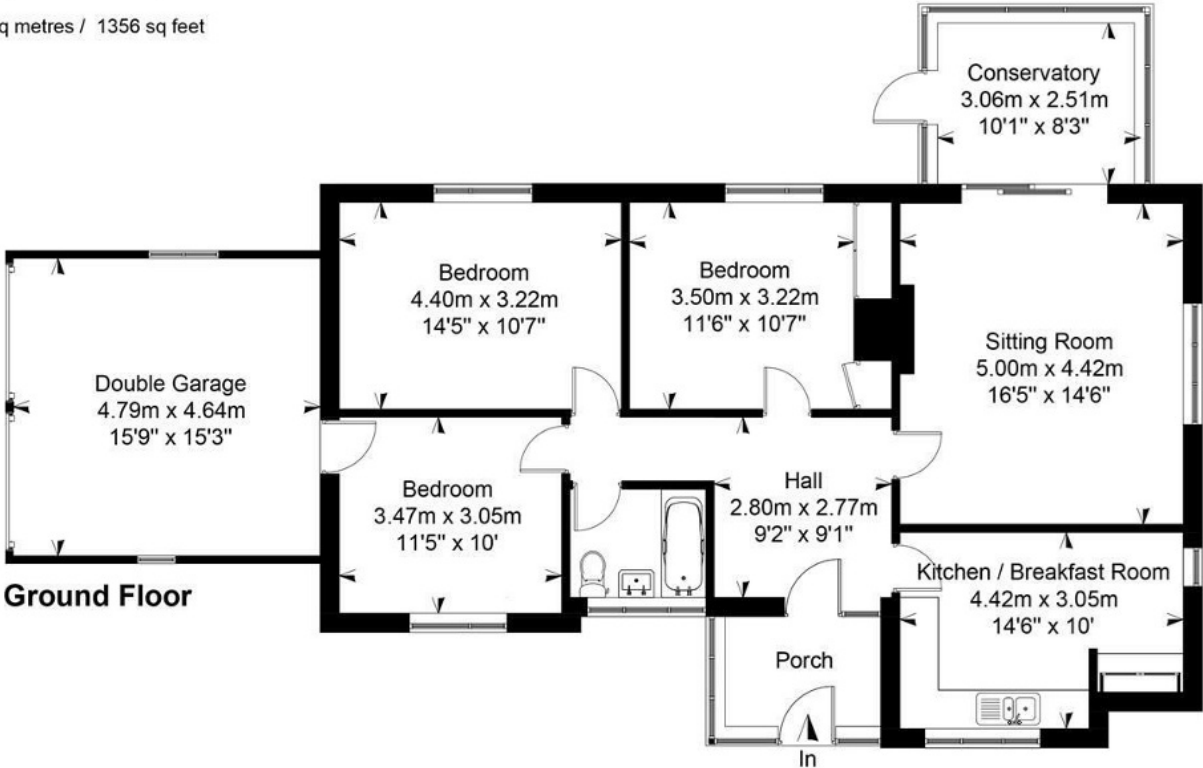 q metres / 1356 sq feet
Conservatory
3.06m x 2.51m
10'1" x 8'3"
Bedroom
4.40m x 3.22m
14'5" x 10'7"
Bedroom
3.50m x 3.22m
11'6" x 10'7"
Sitting Room
5.00m x 4.42m
16'5" x 14'6"
Double Garage
4.79m x 4.64m
15'9" x 15'3"
Bedroom
3.47m x 3.05m
11'5" x 10'
Hall
2.80m x 2.77m
9'2" x 9'1"
Kitchen / Breakfast Room
4.42m x 3.05m
14'6" x 10'
Ground Floor
Porch
In